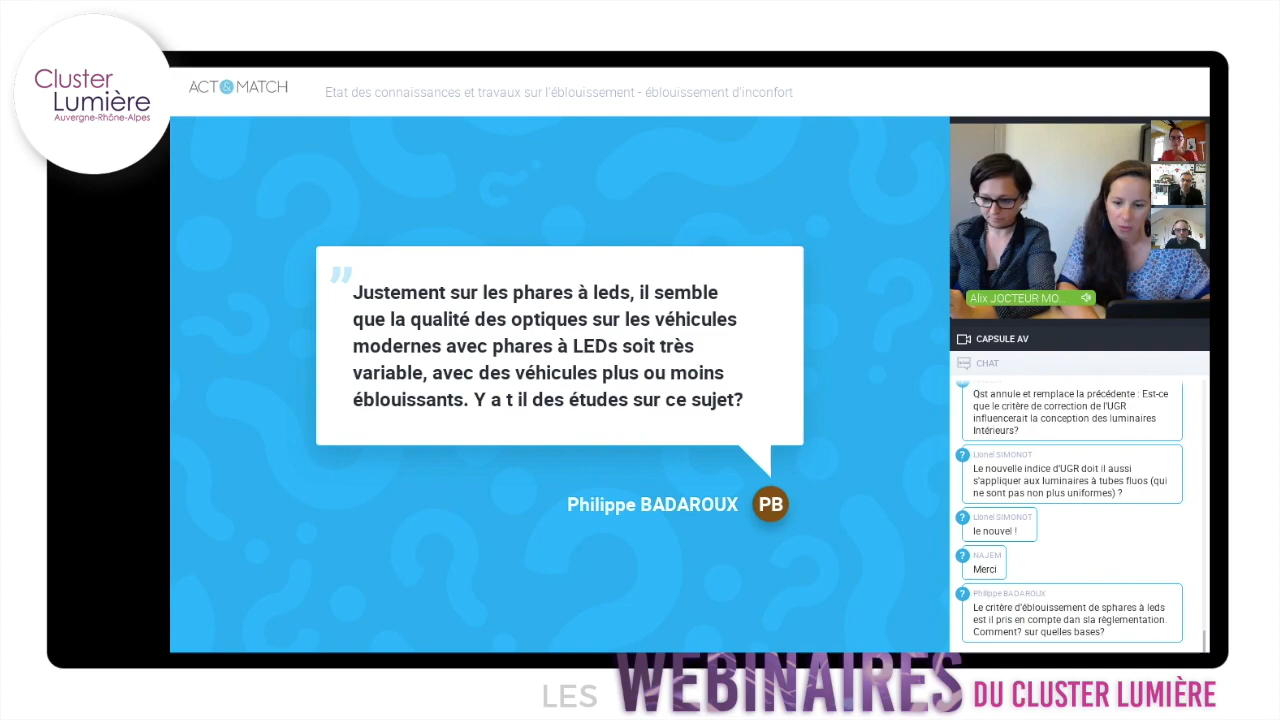 Cluster
Lumière
Auvergne-Rhône-Alpes
ACT & MATCH
Etat des connaissances et travaux sur l'éblouissement - éblouissement d'inconfort
Justement sur les phares à leds, il semble
que la qualité des optiques sur les véhicules
modernes avec phares à LEDs soit très
variable, avec des véhicules plus ou moins
éblouissants. Y a t il des études sur ce sujet?
Philippe BADAROUX
PB
Alix JOCTEUR MO...
CAPSULE AV
CHAT
Qst annule et remplace la précédente : Est-ce
que le critère de correction de l'UGR
influencerait la conception des luminaires
Intérieurs?
?
Lionel SIMONOT
Le nouvelle indice d'UGR doit il aussi
s'appliquer aux luminaires à tubes fluos (qui
ne sont pas non plus uniformes) ?
?
Lionel SIMONOT
le nouvel !
?
NAJEM
Merci
?
Philippe BADAROUX
Le critère d'éblouissement de sphares à leds
est il pris en compte dan sla règlementation.
Comment? sur quelles bases?
LES WEBINAIRES DU CLUSTER LUMIÈRE